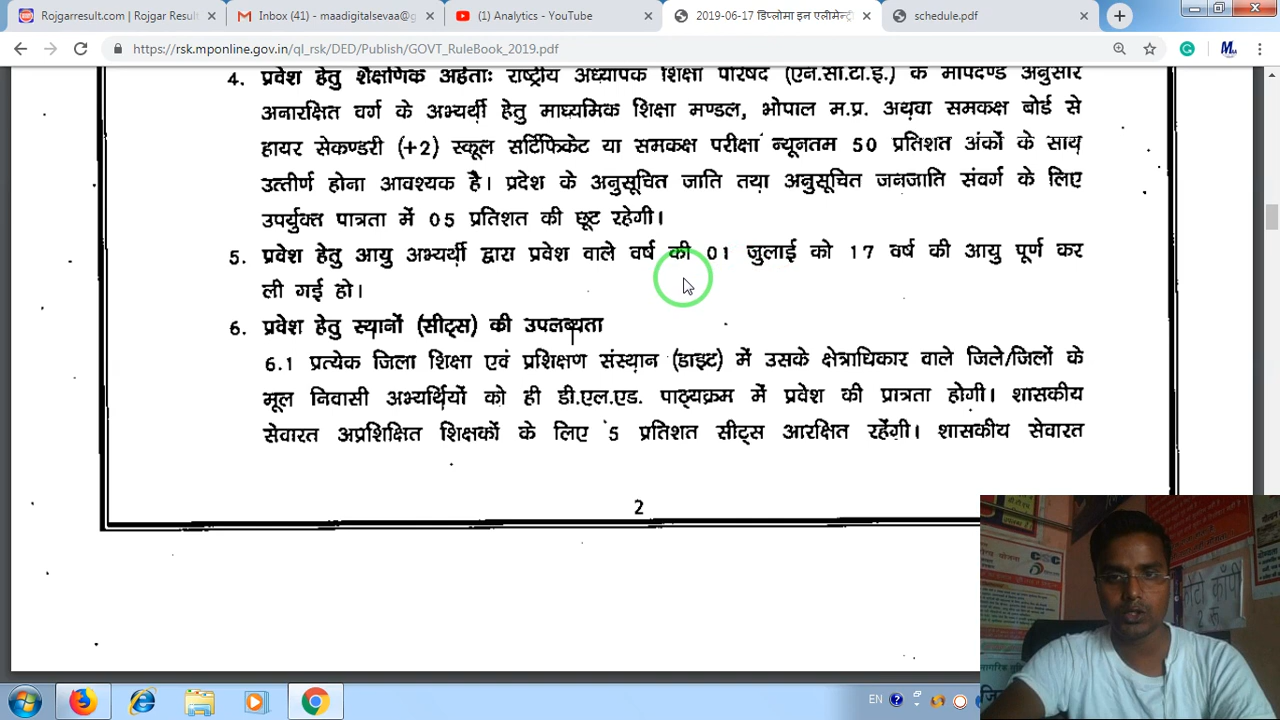 Rojgarresult.com | Rojgar Result
Inbox (41) - maadigitalsevaa@g
(1) Analytics - YouTube
2019-06-17 डिप्लोमा इन एलीमेन्ट्री
schedule.pdf
https://rsk.mponline.gov.in/ql_rsk/DED/Publish/GOVT_RuleBook_2019.pdf
4. प्रवेश हेतु शैक्षणिक अर्हताः राष्ट्रीय अध्यापक शिक्षा परिषद (एन.सी.टी.ई.) के मापदण्ड अनुसार
अनारक्षित वर्ग के अभ्यर्थी हेतु माध्यमिक शिक्षा मण्डल, भोपाल म.प्र. अथवा समकक्ष बोर्ड से
हायर सेकण्डरी (+2) स्कूल सर्टिफिकेट या समकक्ष परीक्षा न्यूनतम 50 प्रतिशत अंकों के साथ
उत्तीर्ण होना आवश्यक है। प्रदेश के अनुसूचित जाति तथा अनुसूचित जनजाति संवर्ग के लिए
उपर्युक्त पात्रता में 05 प्रतिशत की छूट रहेगी।
5. प्रवेश हेतु आयु अभ्यर्थी द्वारा प्रवेश वाले वर्ष की 01 जुलाई को 17 वर्ष की आयु पूर्ण कर
ली गई हो।
6. प्रवेश हेतु स्थानों (सीट्स) की उपलब्यता
6.1 प्रत्येक जिला शिक्षा एवं प्रशिक्षण संस्थान (डाइट) में उसके क्षेत्राधिकार वाले जिले/जिलों के
मूल निवासी अभ्यर्थियों को ही डी.एल.एड. पाठ्यक्रम में प्रवेश की प्रात्रता होगी। शासकीय
सेवारत अप्रशिक्षित शिक्षकों के लिए 5 प्रतिशत सीट्स आरक्षित रहेंगी। शासकीय सेवारत
2
CSC
फोटो कॉपी
2 रू
EN